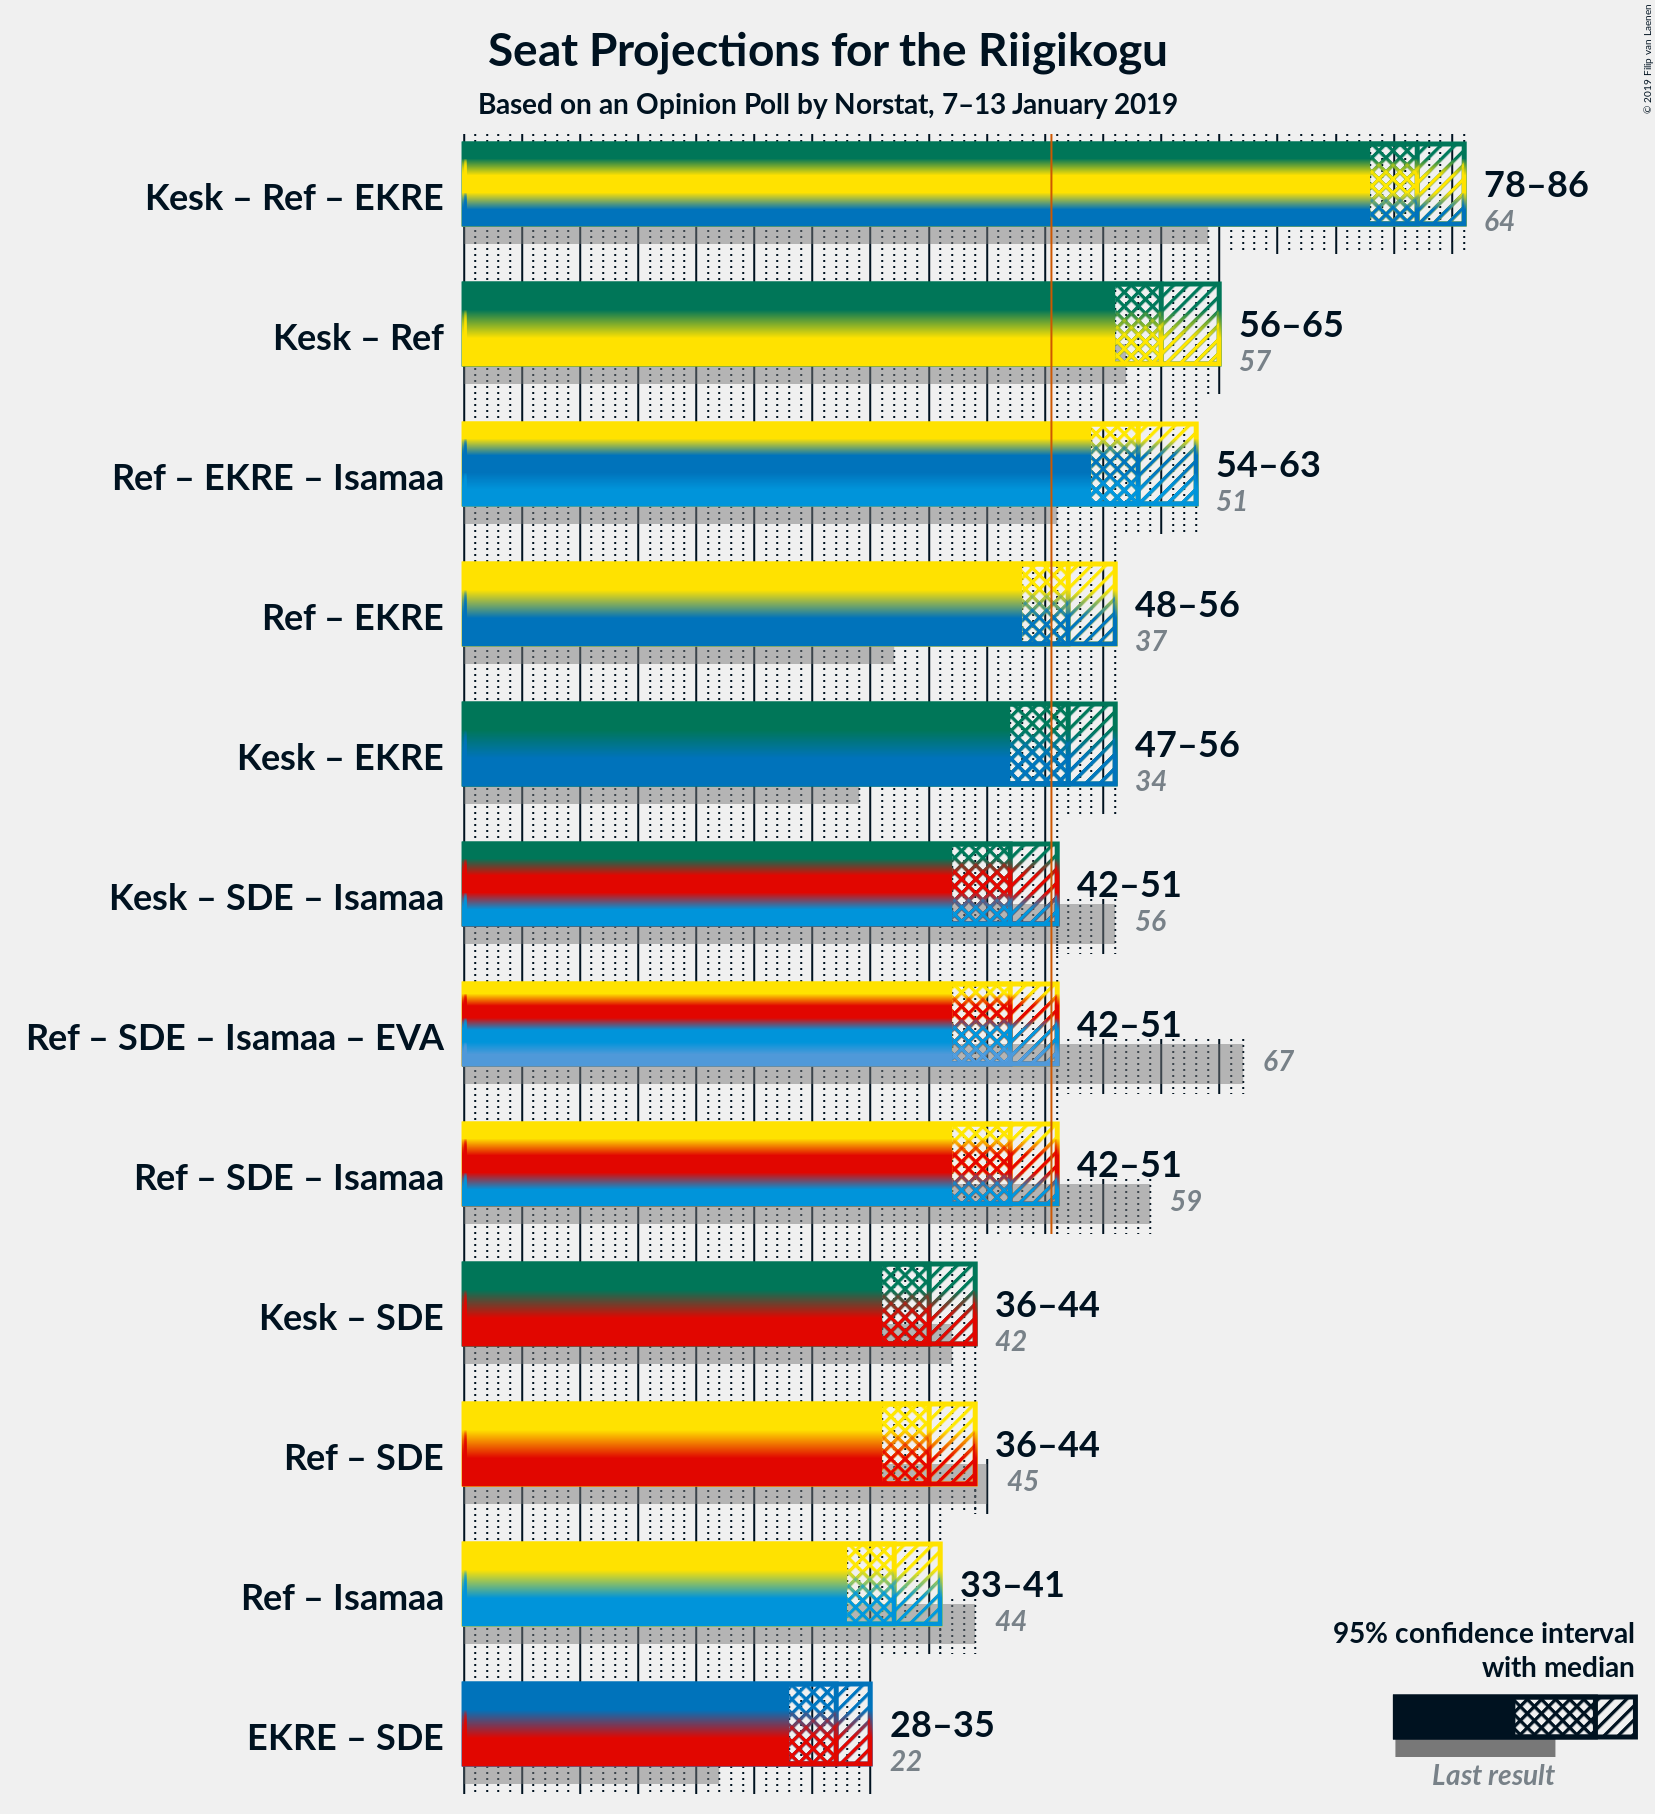 Seat Projections for the Riigikogu
Based on an Opinion Poll by Norstat, 7–13 January 2019
© 2019 Filip van Laenen
Kesk – Ref – EKRE
78–86
64
Kesk – Ref
56–65
57
Ref – EKRE – Isamaa
54–63
51
Ref – EKRE
48–56
37
Kesk – EKRE
47–56
34
Kesk – SDE – Isamaa
42–51
56
Ref – SDE – Isamaa – EVA
42–51
67
Ref – SDE – Isamaa
42–51
59
Kesk – SDE
36–44
42
Ref – SDE
36–44
45
Ref – Isamaa
33–41
44
EKRE – SDE
28–35
22
95% confidence interval
with median
Last result